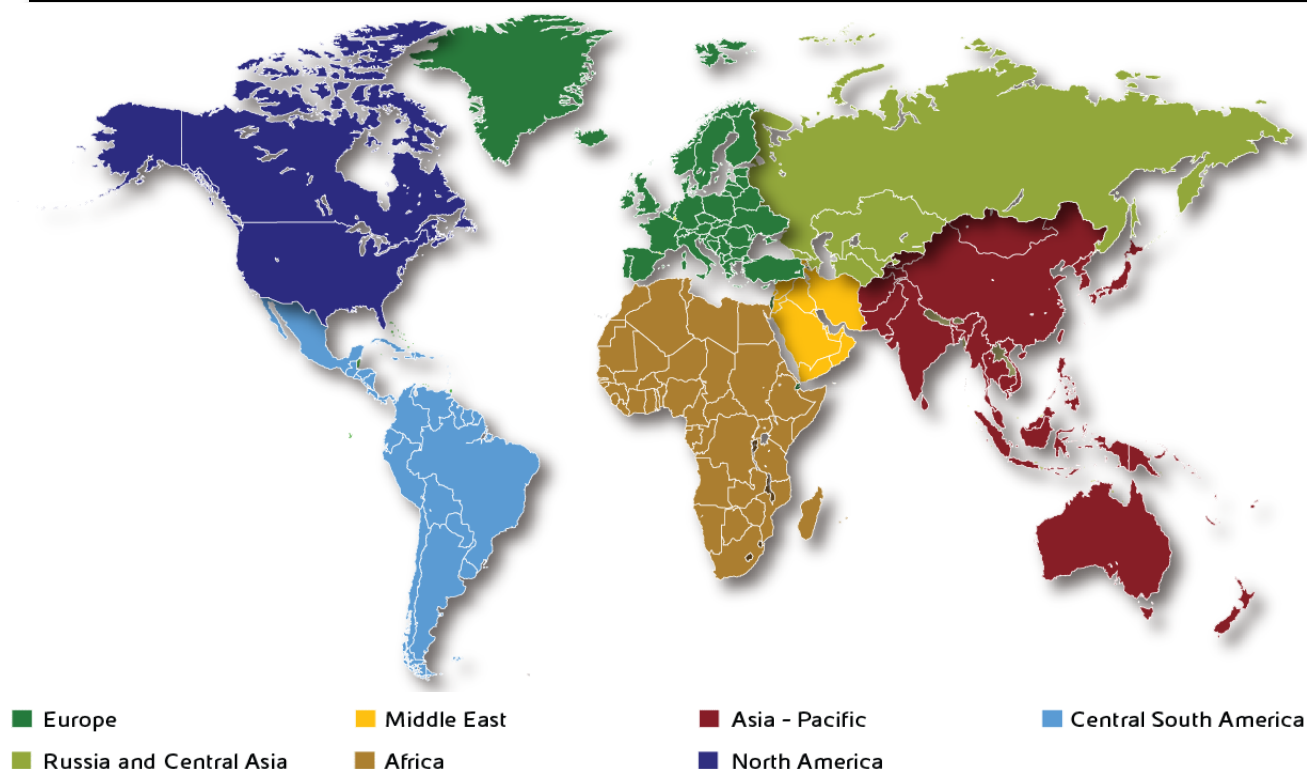 Europe
Middle East
Asia - Pacific
Central South America
Russia and Central Asia
Africa
North America